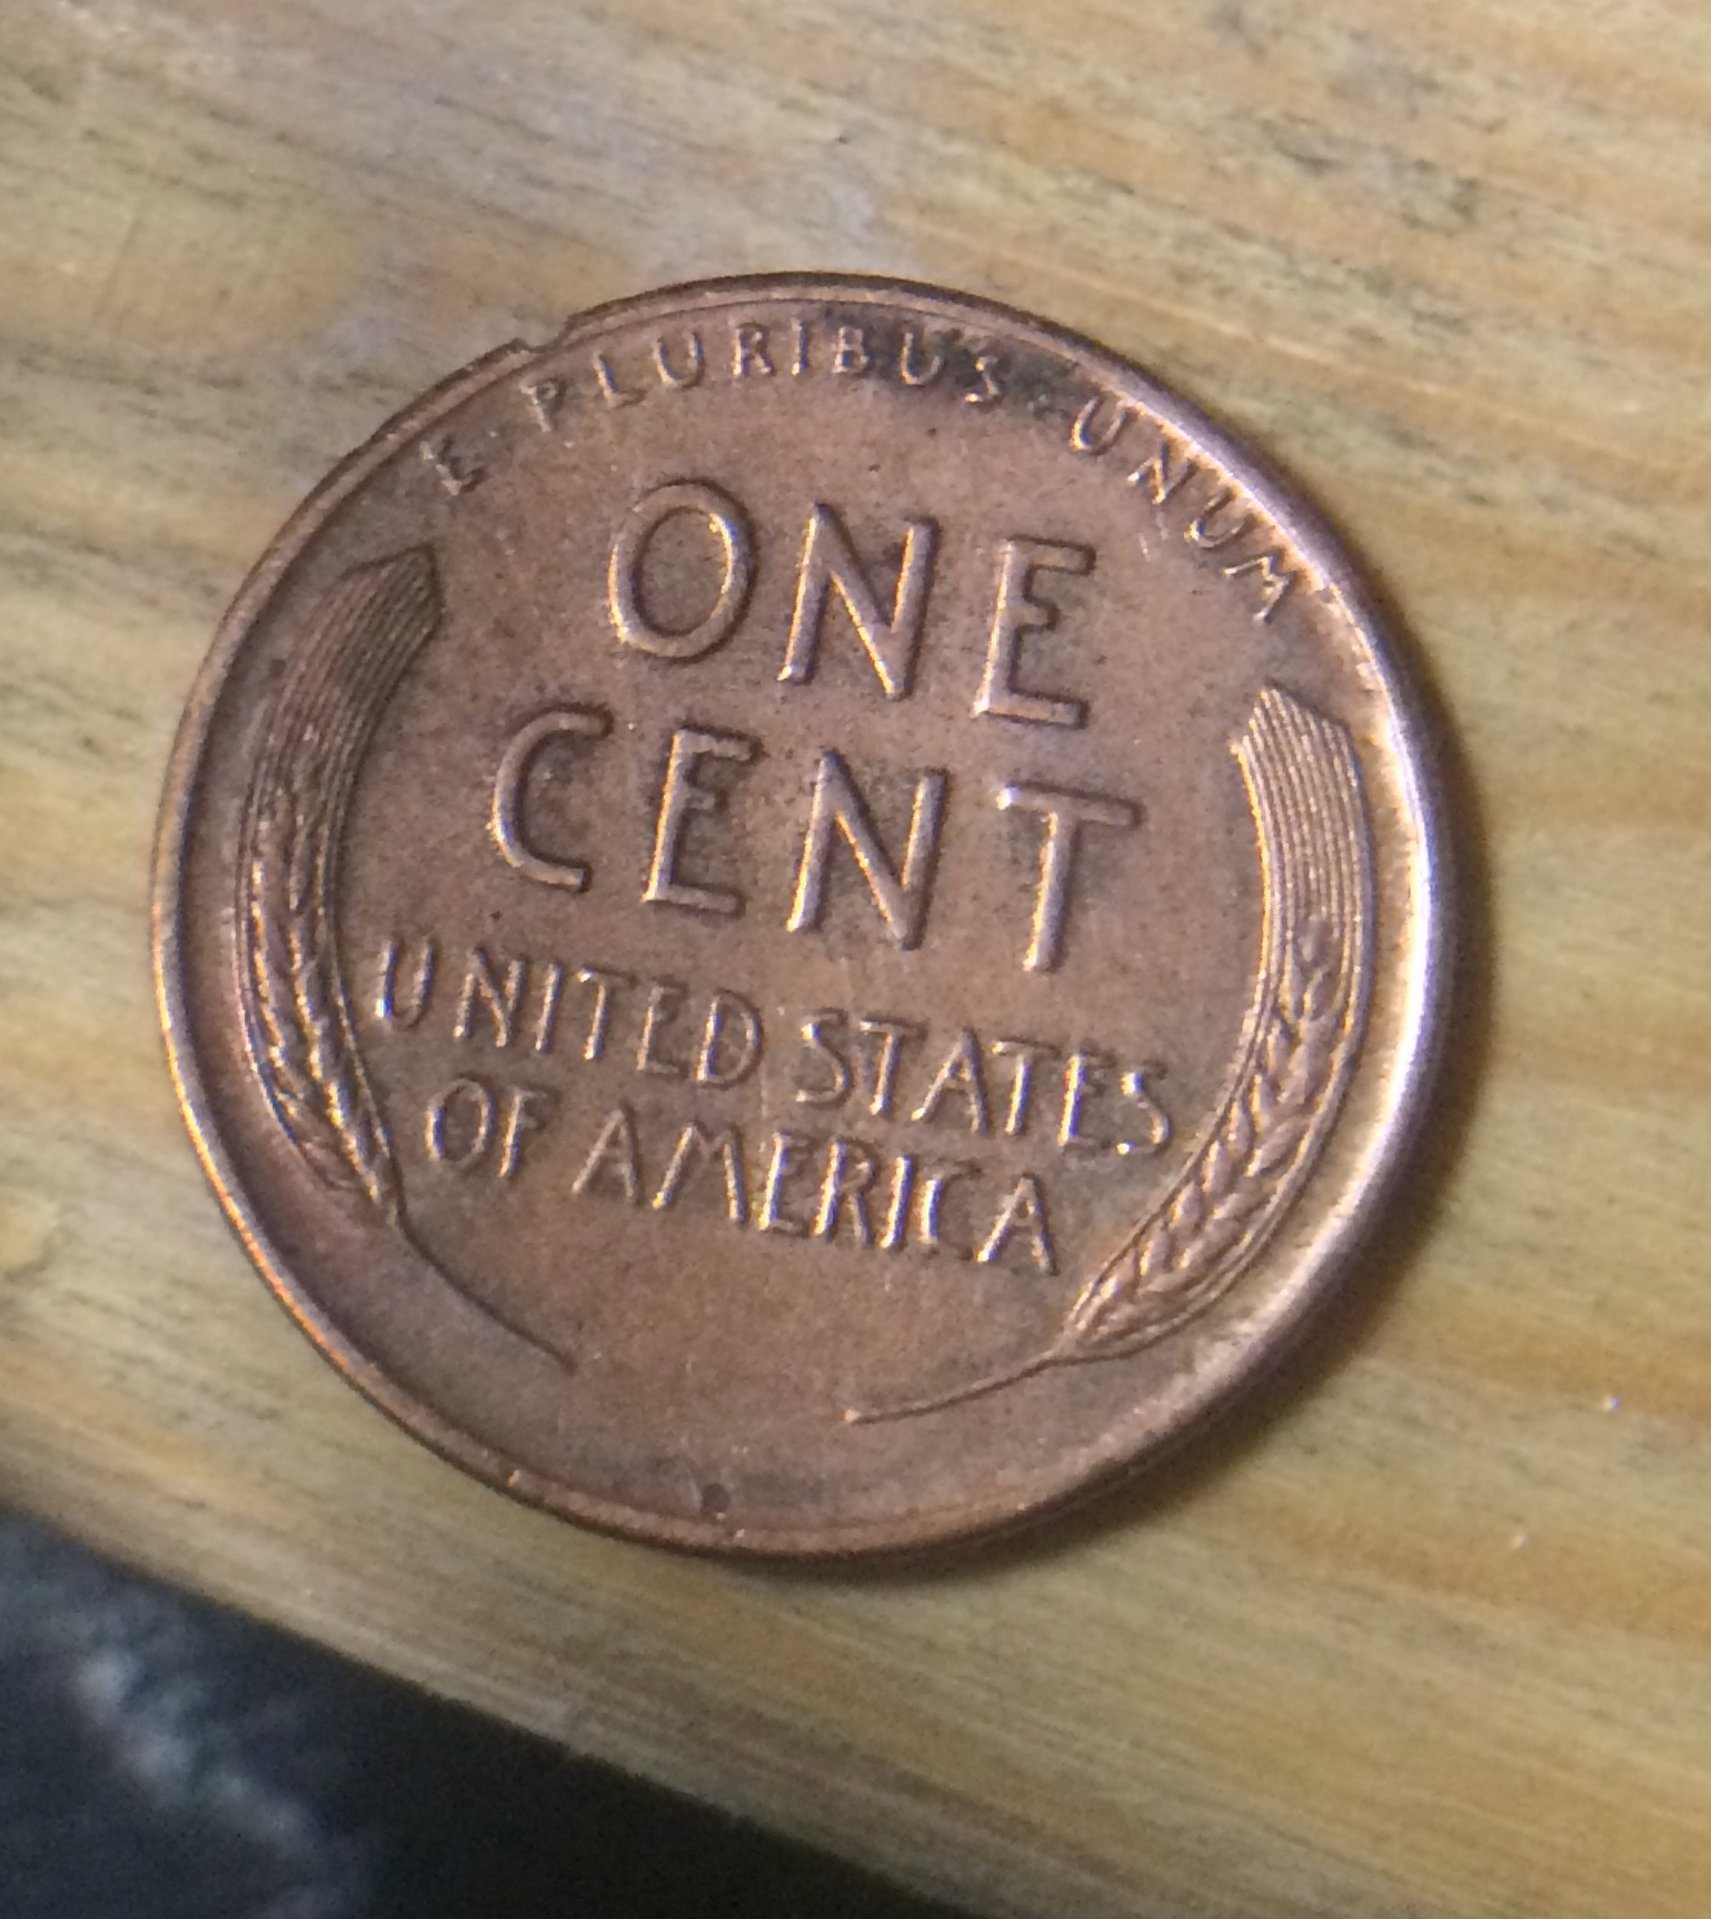 E · PLURIBUS · UNUM
ONE
CENT
UNITED STATES
OF AMERICA